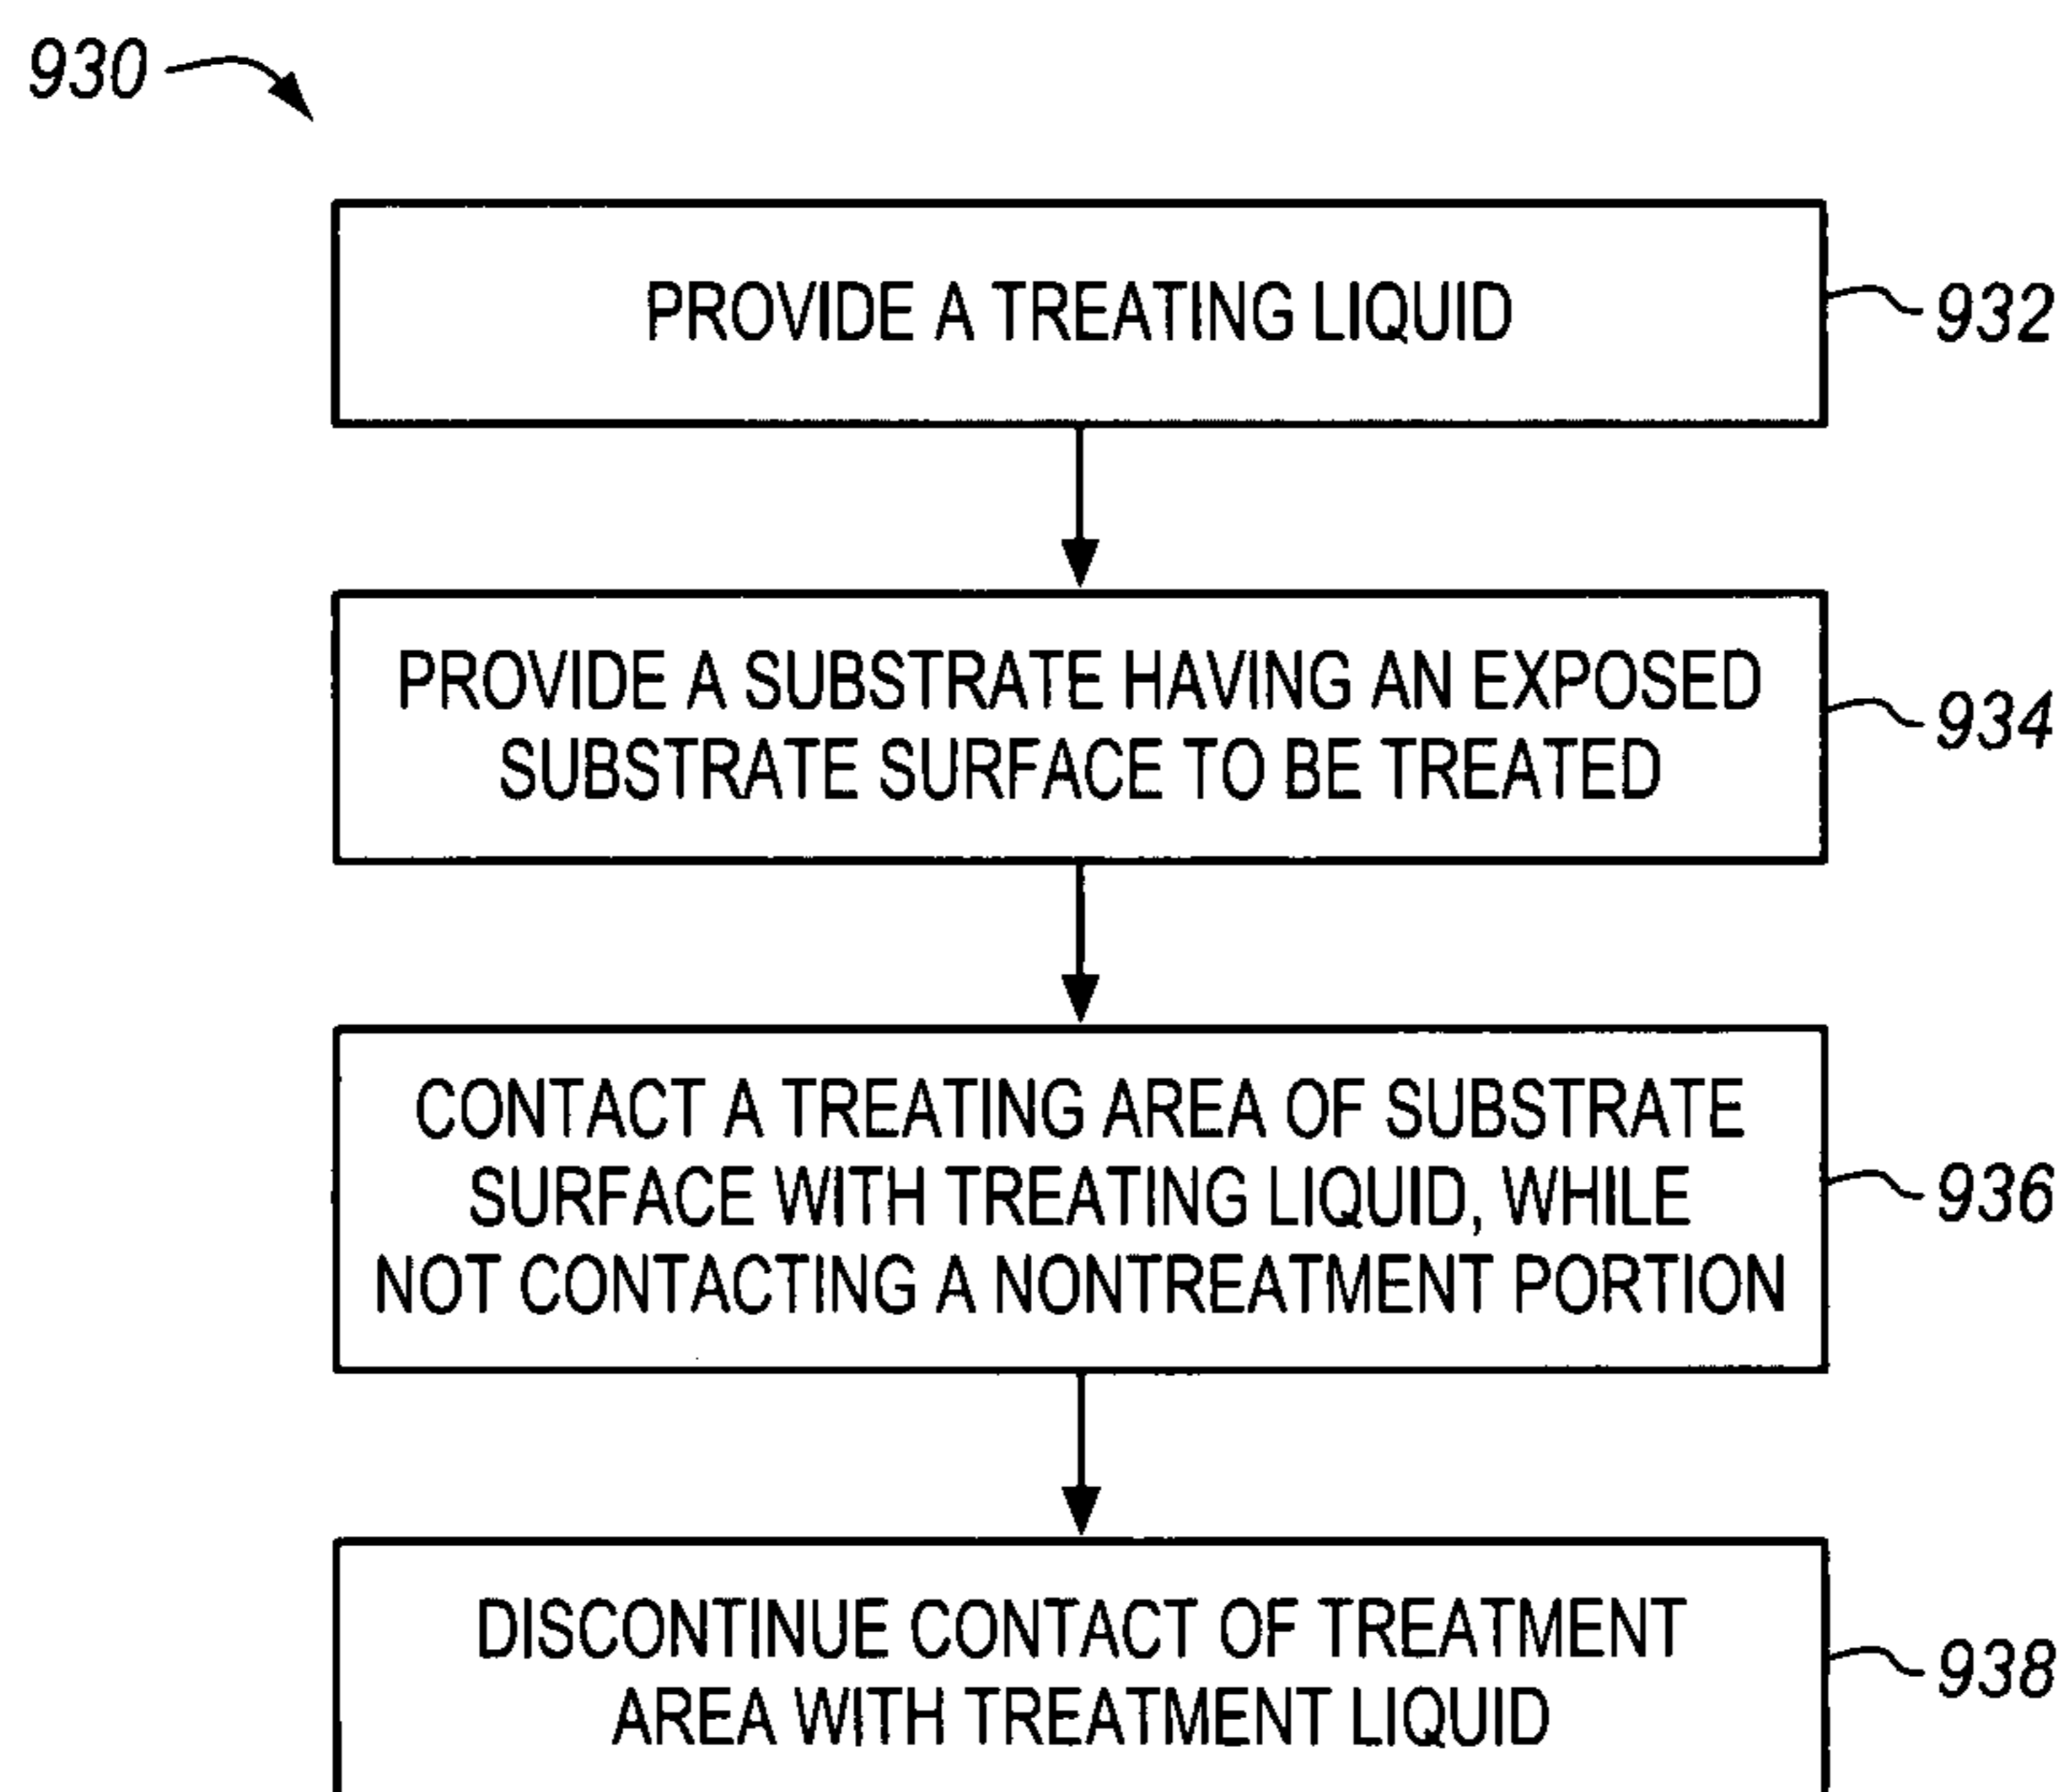 930
PROVIDE A TREATING LIQUID
932
PROVIDE A SUBSTRATE HAVING AN EXPOSED
SUBSTRATE SURFACE TO BE TREATED
934
CONTACT A TREATING AREA OF SUBSTRATE
SURFACE WITH TREATING LIQUID, WHILE
NOT CONTACTING A NONTREATMENT PORTION
936
DISCONTINUE CONTACT OF TREATMENT
AREA WITH TREATMENT LIQUID
938